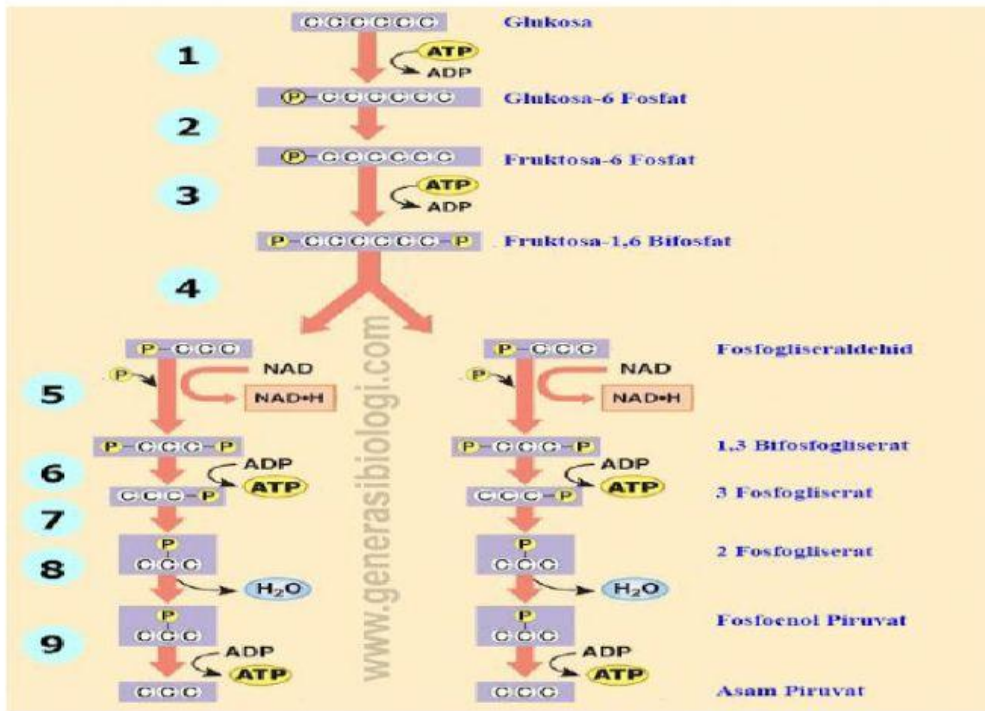 CCCCCC
Glukosa
1
ATP
ADP
P-CCCCCC
Glukosa-6 Fosfat
2
P-CCCCCC
Fruktosa-6 Fosfat
3
ATP
ADP
P-CCCCCC-P
Fruktosa-1,6 Bifosfat
4
www.generasibiologi.com
P-CCC
P-CCC
Fosfogliseraldehid
P
NAD
P
NAD
5
NAD•H
NAD•H
P-CCC-P
P-CCC-P
1,3 Bifosfogliserat
6
ADP
ADP
ATP
ATP
CCC-P
CCC-P
3 Fosfogliserat
7
P
P
8
CCC
CCC
2 Fosfogliserat
H₂O
H₂O
P
P
CCC
CCC
Fosfoenol Piruvat
9
ADP
ADP
ATP
ATP
CCC
CCC
Asam Piruvat